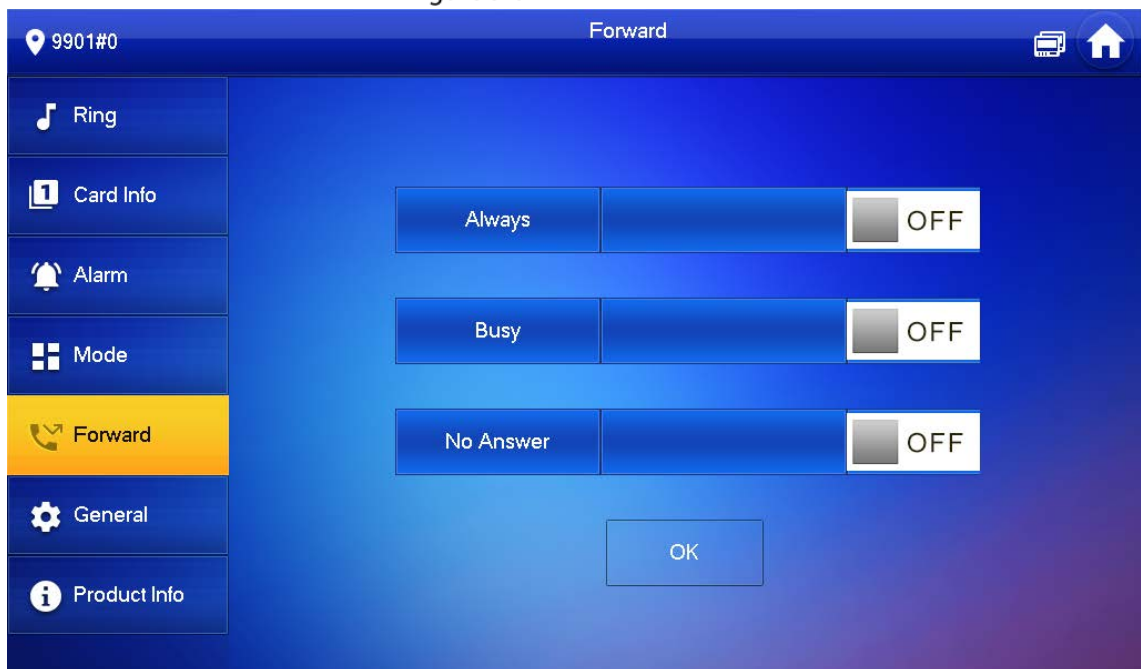 9901#0
Forward
Ring
Card Info
Alarm
Mode
Forward
General
Product Info
Always
OFF
Busy
OFF
No Answer
OFF
OK